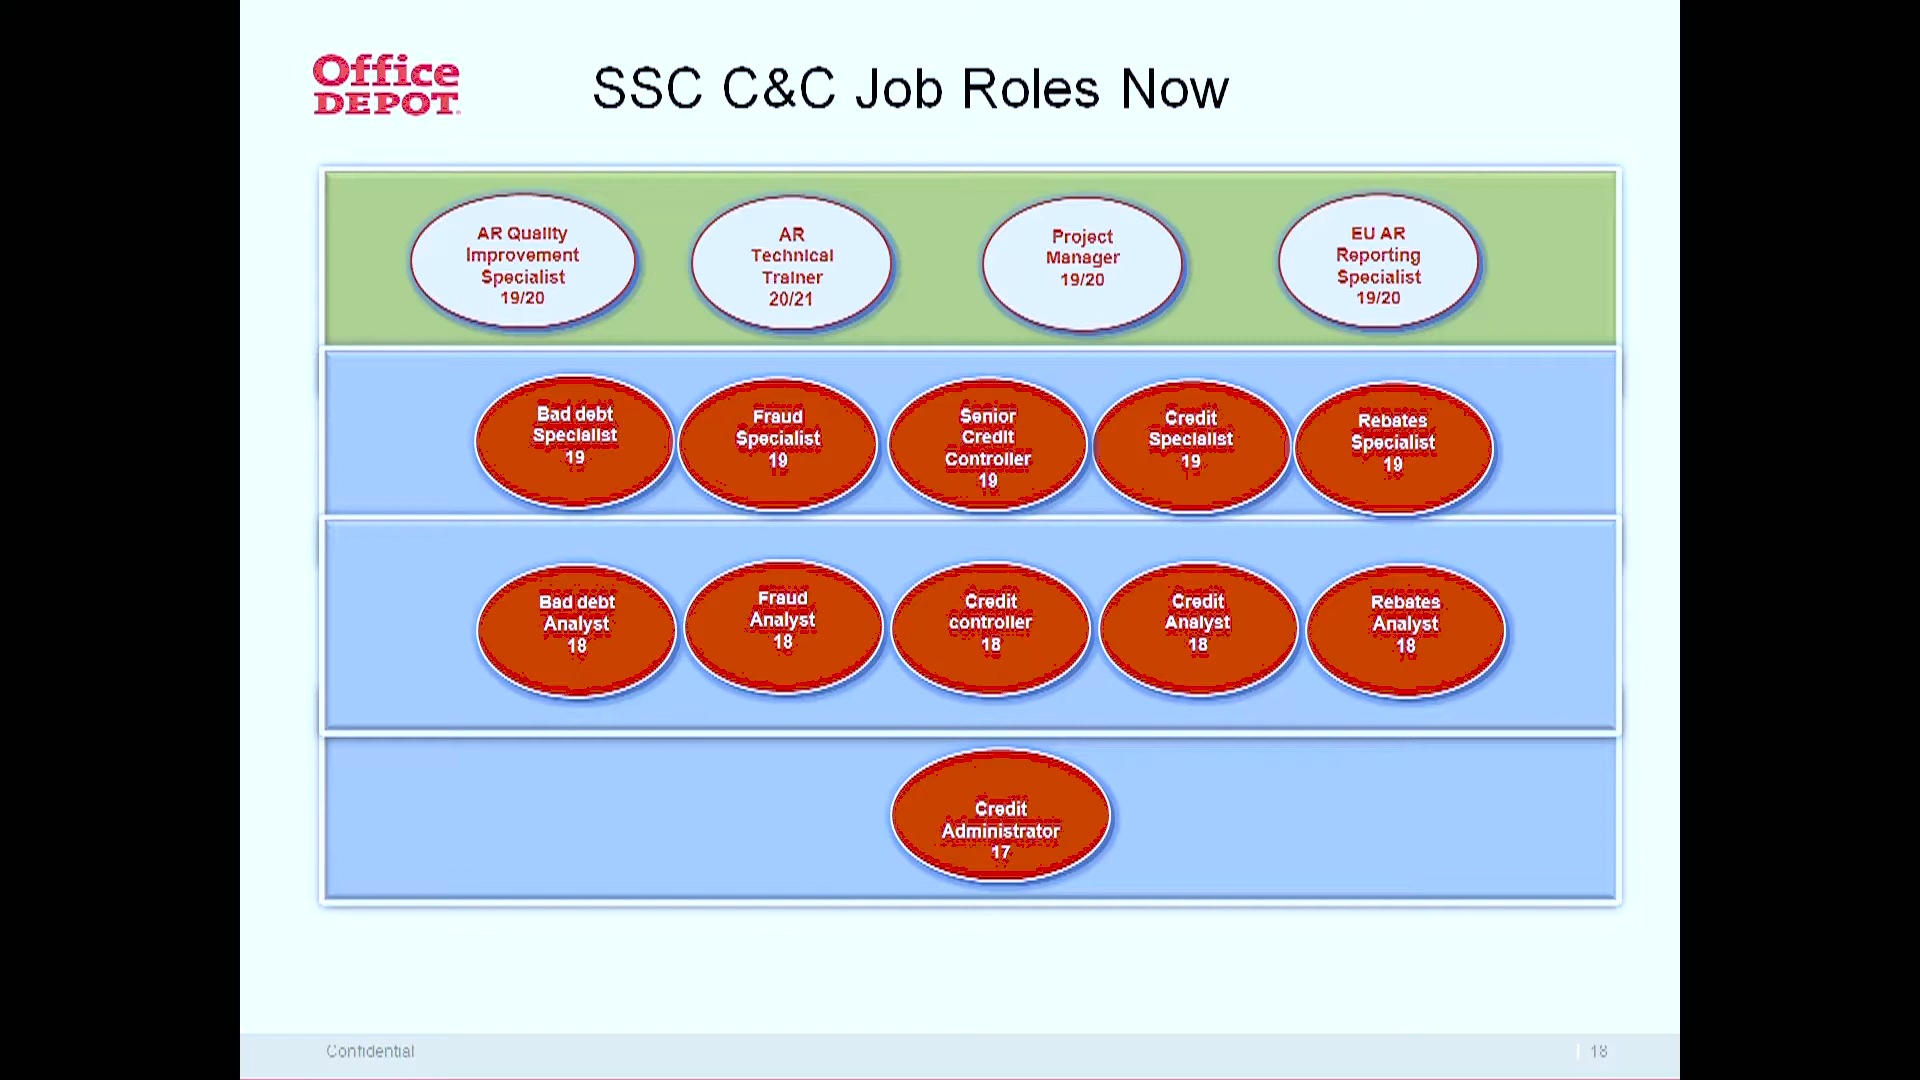 Office
DEPOT
SSC C&C Job Roles Now
AR Quality
Improvement
Specialist
19/20
AR
Technical
Trainer
20/21
Project
Manager
19/20
EU AR
Reporting
Specialist
19/20
Bad debt
Specialist
19
Fraud
Specialist
19
Senior
Credit
Controller
19
Credit
Specialist
19
Rebates
Specialist
19
Bad debt
Analyst
18
Fraud
Analyst
18
Credit
controller
18
Credit
Analyst
18
Rebates
Analyst
18
Credit
Administrator
17
Confidential
| 18